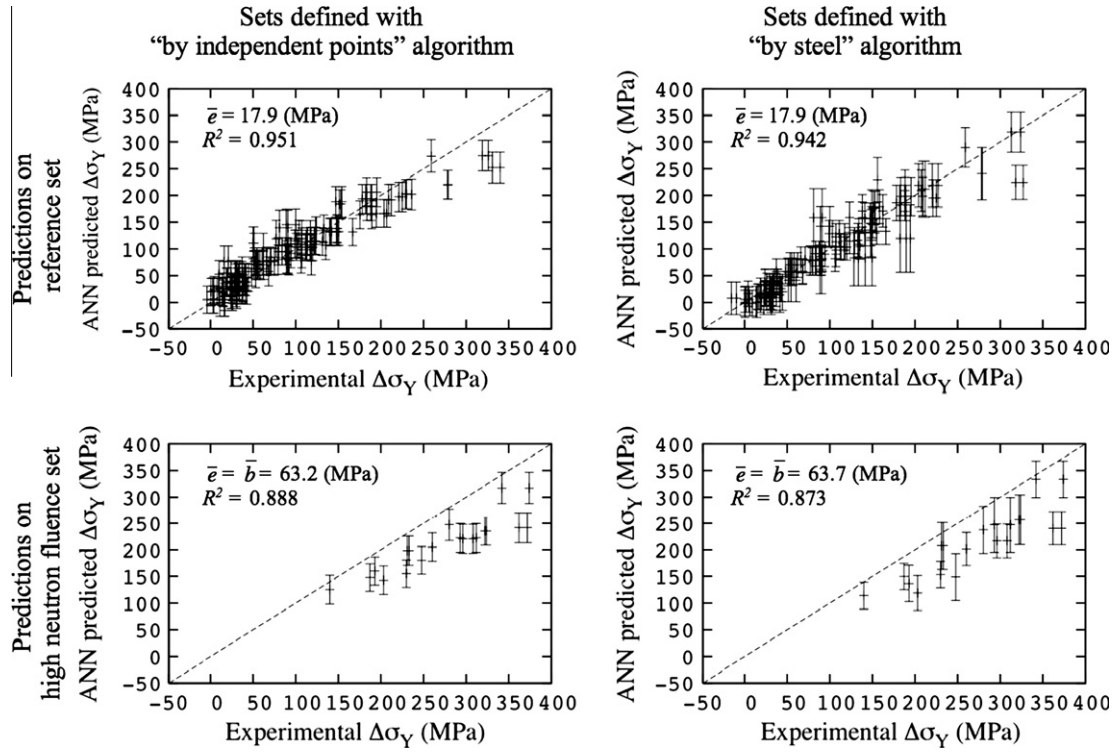 Sets defined with
“by independent points” algorithm
Sets defined with
“by steel” algorithm
Predictions on
reference set
ANN predicted Δσ_Y (MPa)
400
350
300
250
200
150
100
50
0
−50
e̅ = 17.9 (MPa)
R² = 0.951
−50 0 50 100 150 200 250 300 350 400
Experimental Δσ_Y (MPa)
ANN predicted Δσ_Y (MPa)
400
350
300
250
200
150
100
50
0
−50
e̅ = 17.9 (MPa)
R² = 0.942
−50 0 50 100 150 200 250 300 350 400
Experimental Δσ_Y (MPa)
Predictions on
high neutron fluence set
ANN predicted Δσ_Y (MPa)
400
350
300
250
200
150
100
50
0
−50
e̅ = b̅ = 63.2 (MPa)
R² = 0.888
−50 0 50 100 150 200 250 300 350 400
Experimental Δσ_Y (MPa)
ANN predicted Δσ_Y (MPa)
400
350
300
250
200
150
100
50
0
−50
e̅ = b̅ = 63.7 (MPa)
R² = 0.873
−50 0 50 100 150 200 250 300 350 400
Experimental Δσ_Y (MPa)